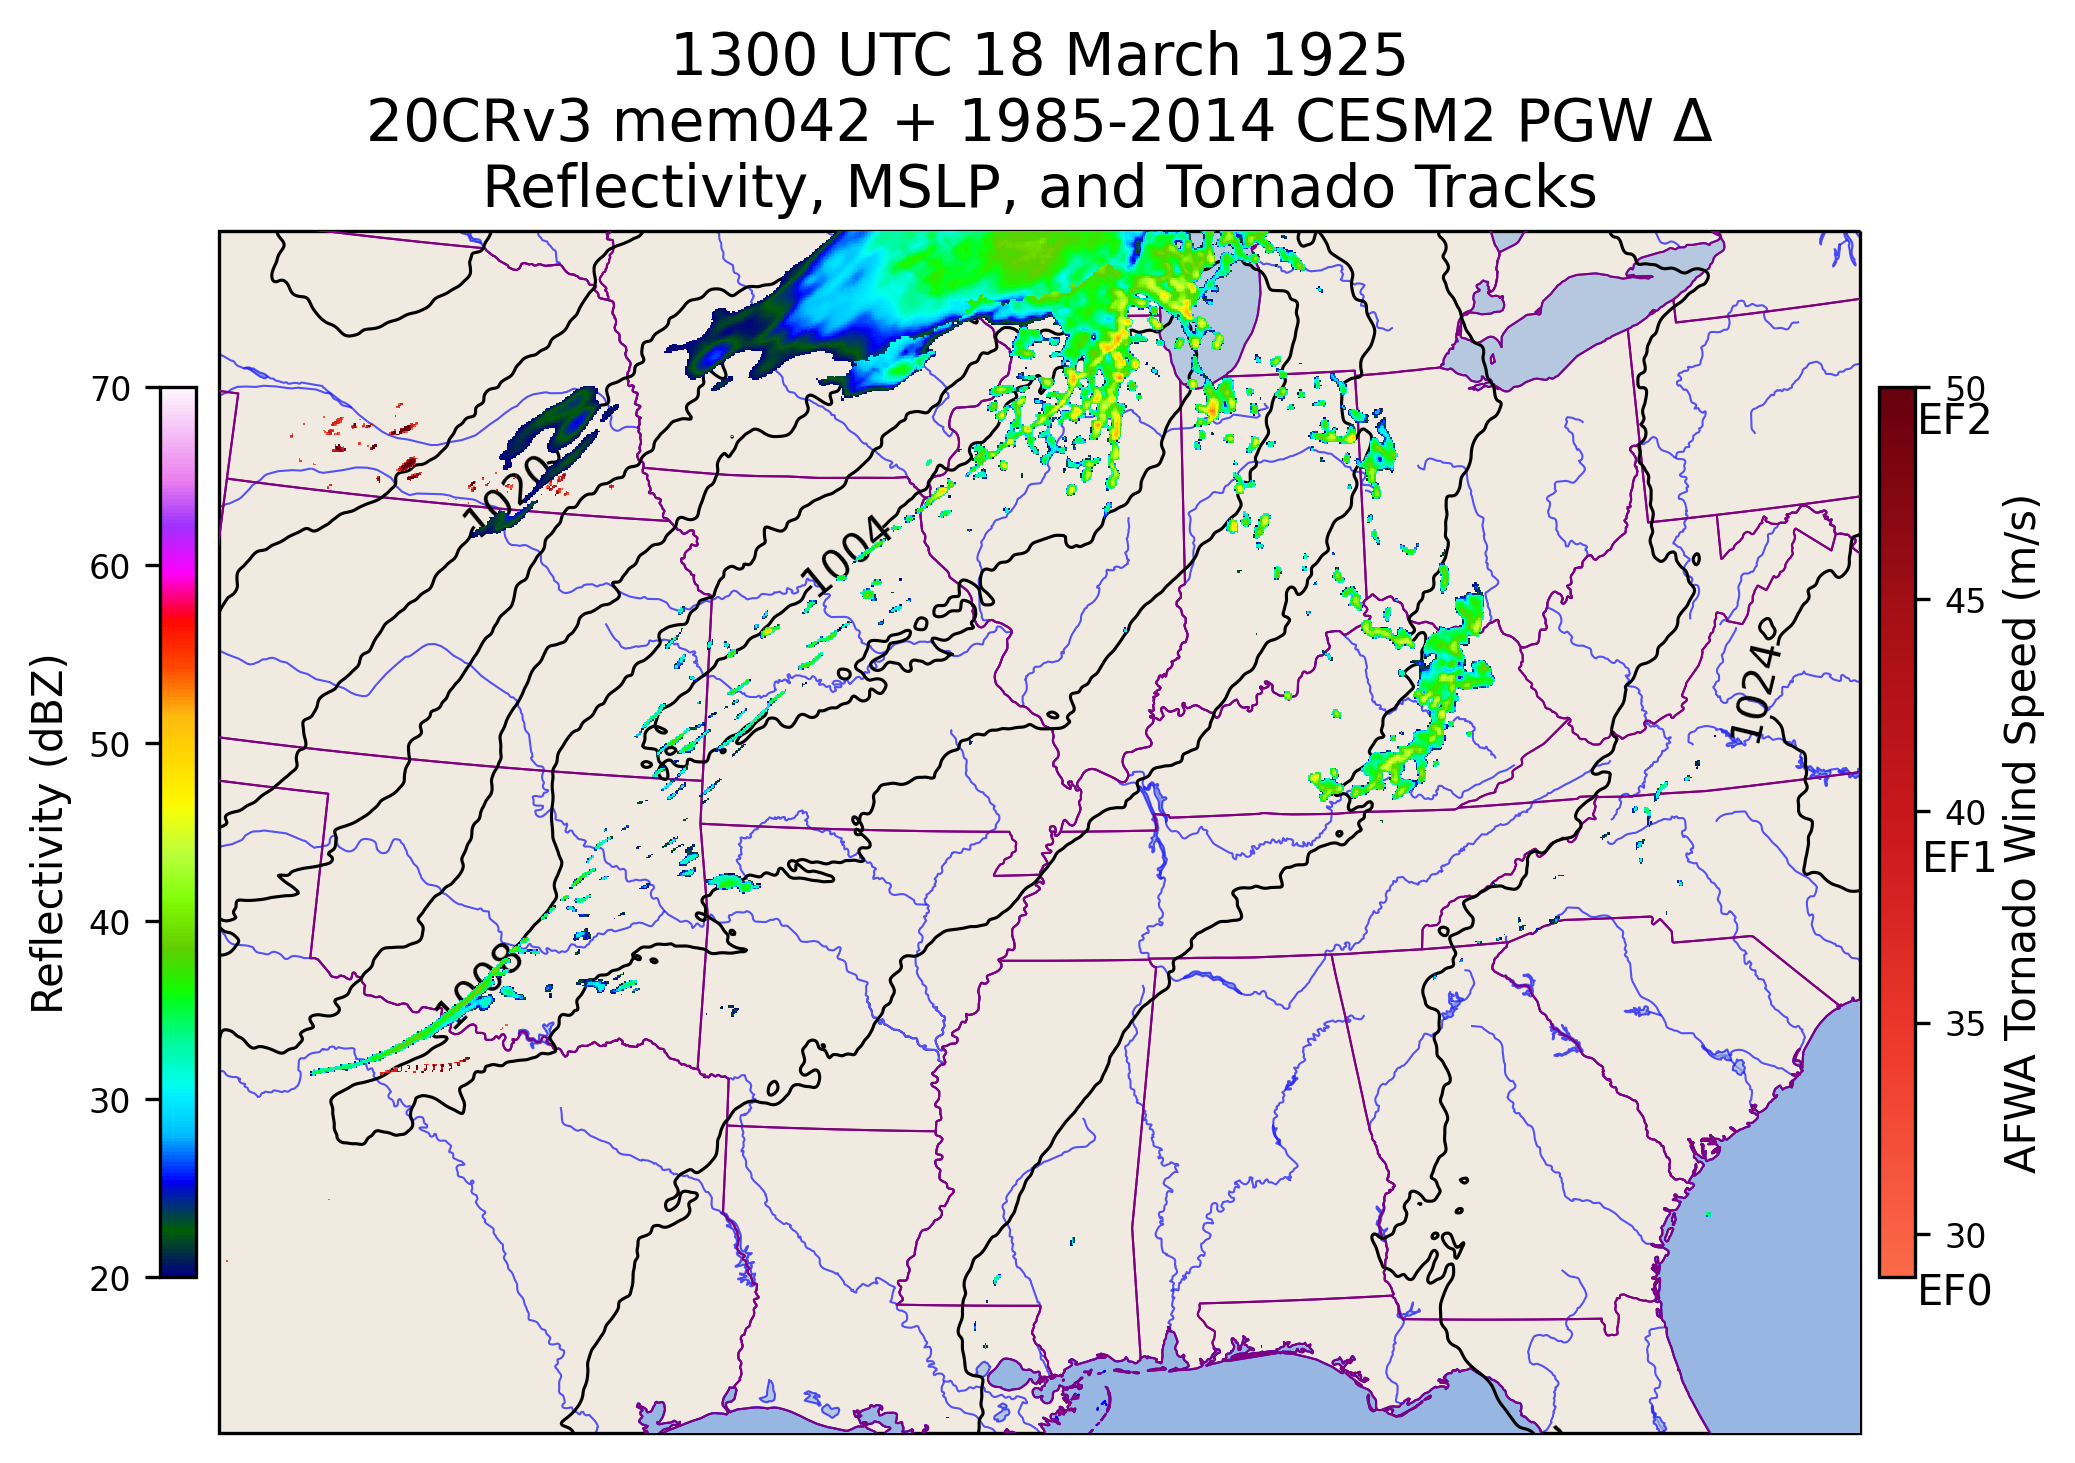 1300 UTC 18 March 1925
20CRv3 mem042 + 1985-2014 CESM2 PGW Δ
Reflectivity, MSLP, and Tornado Tracks
Reflectivity (dBZ)
70
60
50
40
30
20
1020
1004
1008
1024
50
EF2
45
40
EF1
35
30
EF0
AFWA Tornado Wind Speed (m/s)